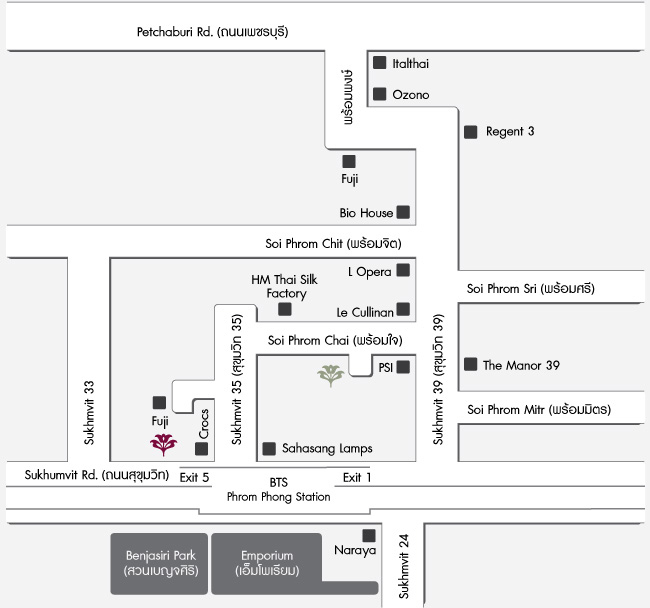 Petchaburi Rd. (ถนนเพชรบุรี)
พร้อมพงษ์
Italthai
Ozono
Regent 3
Fuji
Bio House
Soi Phrom Chit (พร้อมจิต)
L Opera
HM Thai Silk
Factory
Le Cullinan
Soi Phrom Sri (พร้อมศรี)
Soi Phrom Chai (พร้อมใจ)
Sukhmvit 33
Sukhmvit 35 (สุขุมวิท 35)
Sukhmvit 39 (สุขุมวิท 39)
PSI
The Manor 39
Fuji
Crocs
Soi Phrom Mitr (พร้อมมิตร)
Sahasang Lamps
Sukhumvit Rd. (ถนนสุขุมวิท)
Exit 5
BTS
Phrom Phong Station
Exit 1
Benjasiri Park
(สวนเบญจศิริ)
Emporium
(เอ็มโพเรียม)
Naraya
Sukhmvit 24